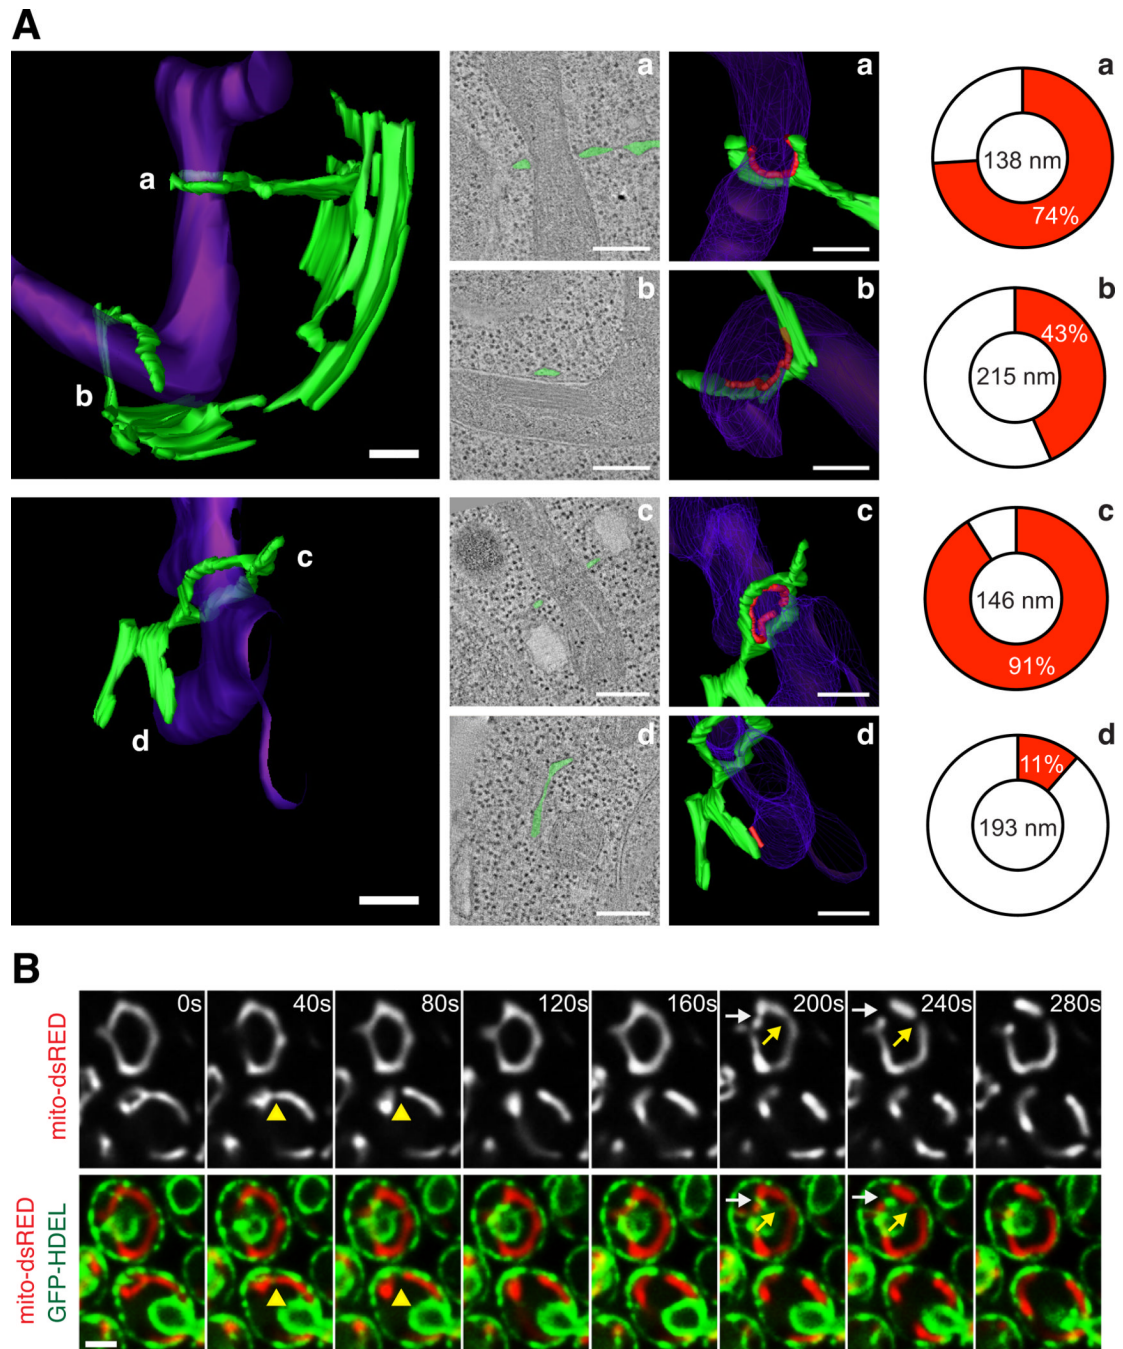 A
a
b
a
a
a
138 nm
74%
b
b
b
43%
215 nm
c
d
c
c
c
146 nm
91%
d
d
d
11%
193 nm
B
mito-dsRED
0s 40s 80s 120s 160s 200s 240s 280s
mito-dsRED
GFP-HDEL